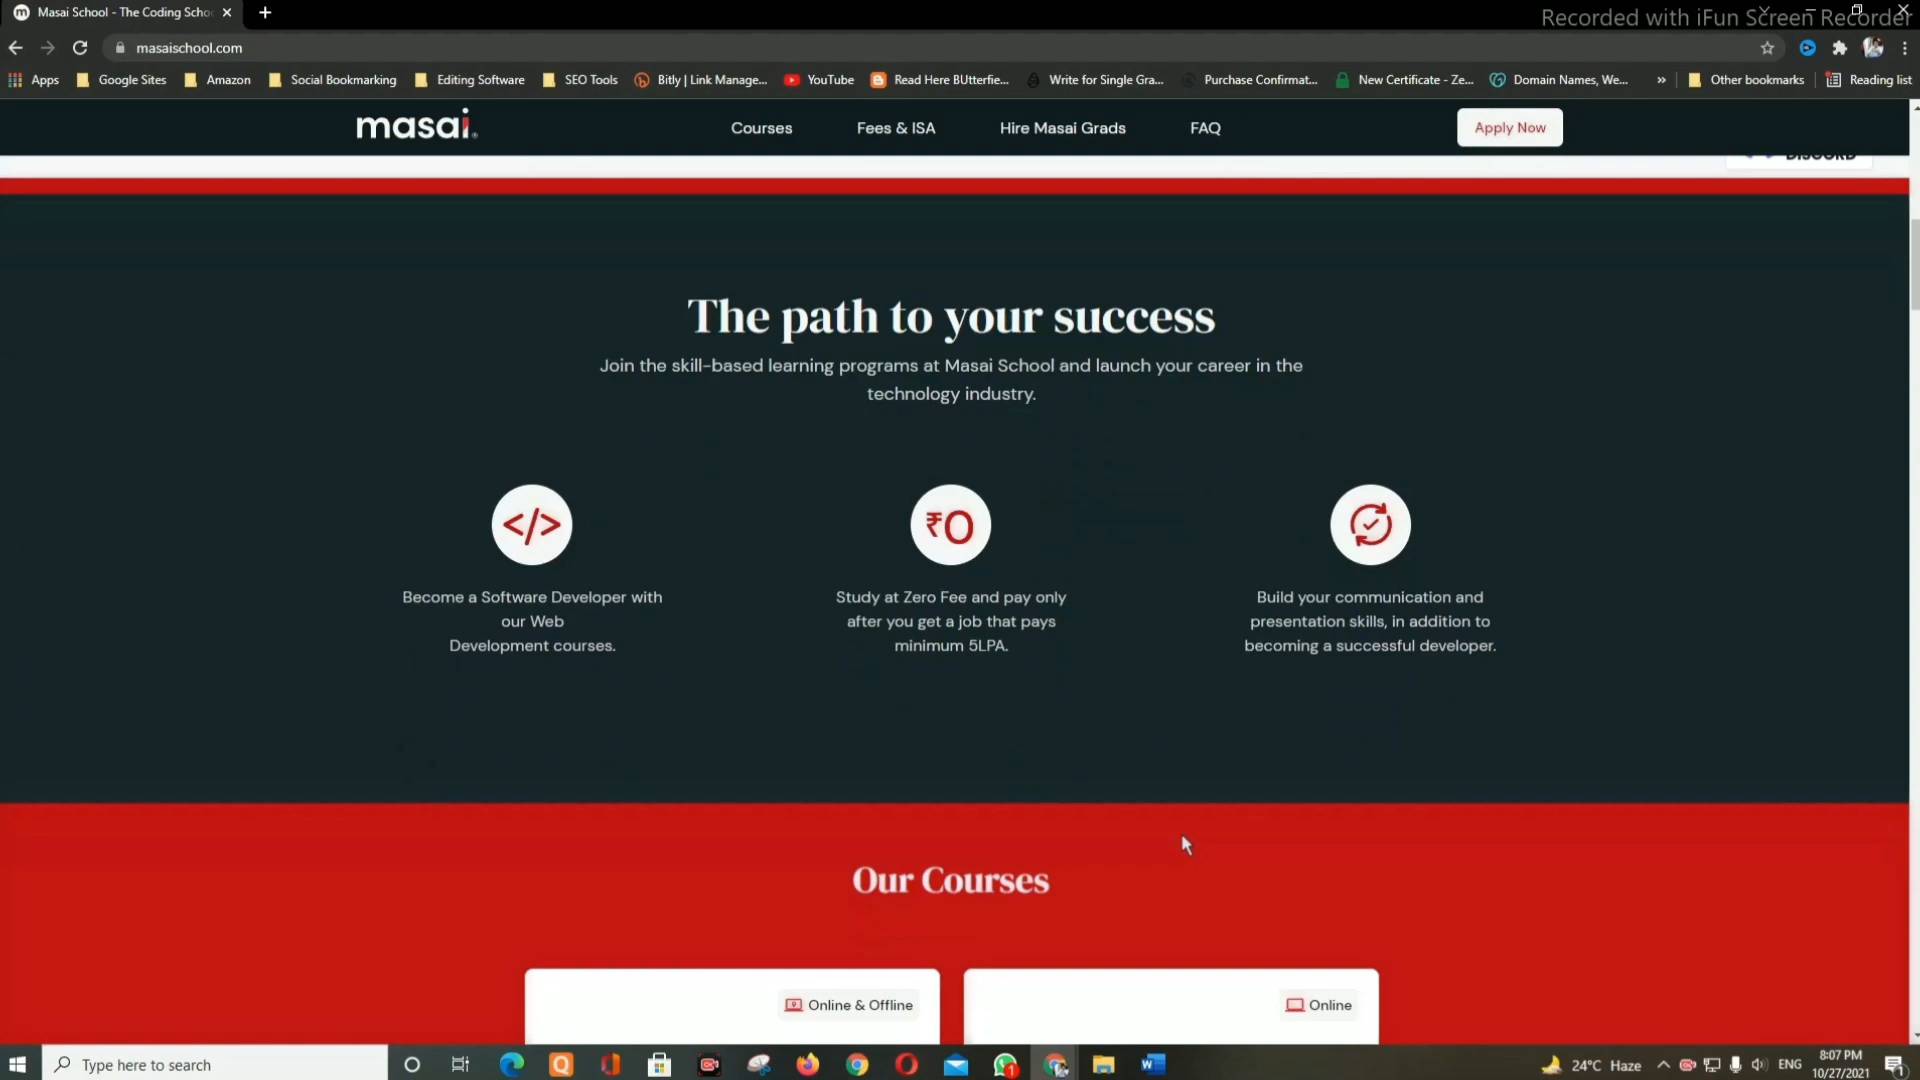 Masai School - The Coding Scho
Recorded with iFun Screen Recorder
masaischool.com
Apps
Google Sites
Amazon
Social Bookmarking
Editing Software
SEO Tools
Bitly | Link Manage...
YouTube
Read Here BUtterfie...
Write for Single Gra...
Purchase Confirmat...
New Certificate - Ze...
Domain Names, We...
»
Other bookmarks
Reading list
masai.
Courses
Fees & ISA
Hire Masai Grads
FAQ
Apply Now
DISCORD
The path to your success
Join the skill-based learning programs at Masai School and launch your career in the
technology industry.
</>
₹0
Become a Software Developer with
our Web
Development courses.
Study at Zero Fee and pay only
after you get a job that pays
minimum 5LPA.
Build your communication and
presentation skills, in addition to
becoming a successful developer.
Our Courses
Online & Offline
Online
Type here to search
24°C Haze
ENG
8:07 PM
10/27/2021